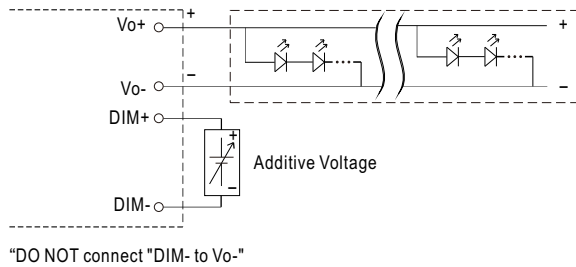 Vo+
+
+
Vo-
−
−
DIM+
+
Additive Voltage
−
DIM-
“DO NOT connect "DIM- to Vo-"